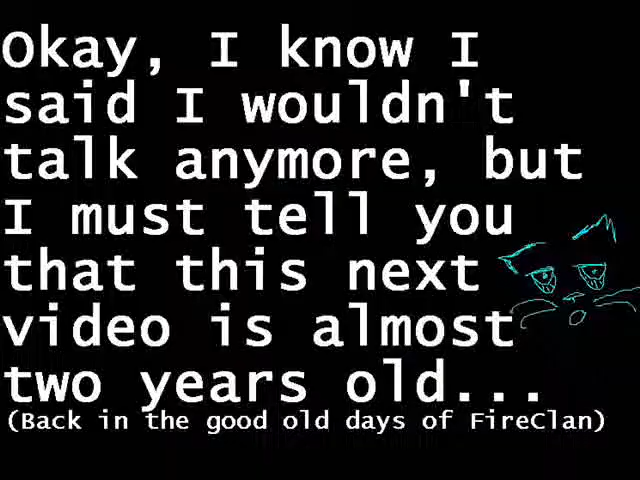 Okay, I know I
said I wouldn't
talk anymore, but
I must tell you
that this next
video is almost
two years old...
(Back in the good old days of FireClan)